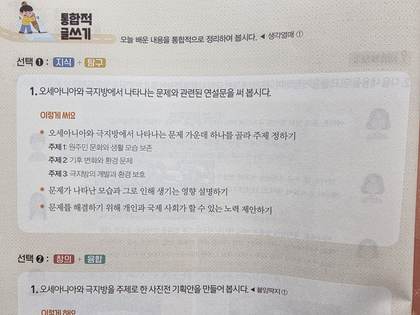 통합적
글쓰기
오늘 배운 내용을 통합적으로 정리하여 봅시다. ◀ 생각열매 ①
선택 ❶ : 지식 + 탐구
1. 오세아니아와 극지방에서 나타나는 문제와 관련된 연설문을 써 봅시다.
이렇게 써요
• 오세아니아와 극지방에서 나타나는 문제 가운데 하나를 골라 주제 정하기
주제 1: 원주민 문화와 생활 모습 보존
주제 2: 기후 변화와 환경 문제
주제 3: 극지방의 개발과 환경 보호
• 문제가 나타난 모습과 그로 인해 생기는 영향 설명하기
• 문제를 해결하기 위해 개인과 국제 사회가 할 수 있는 노력 제안하기
선택 ❷ : 창의 + 융합
1. 오세아니아와 극지방을 주제로 한 사진전 기획안을 만들어 봅시다. ◀ 붙임딱지 ①
이렇게 해요